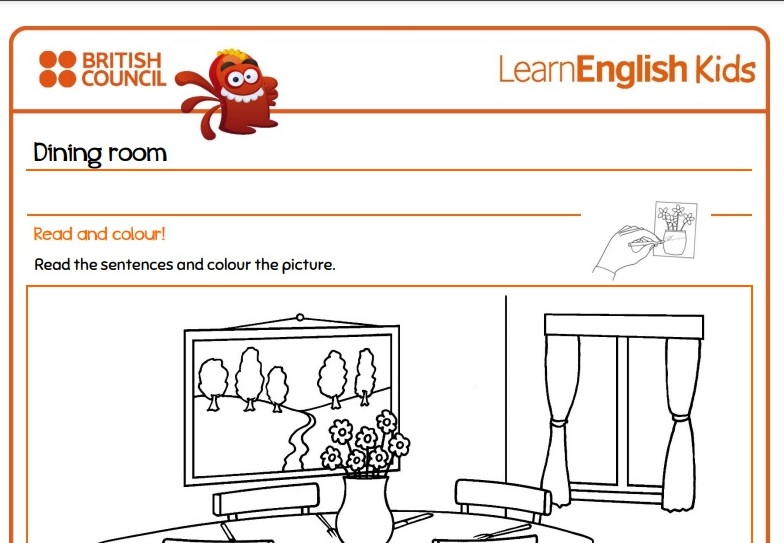 BRITISH
COUNCIL
LearnEnglish Kids
Dining room
Read and colour!
Read the sentences and colour the picture.